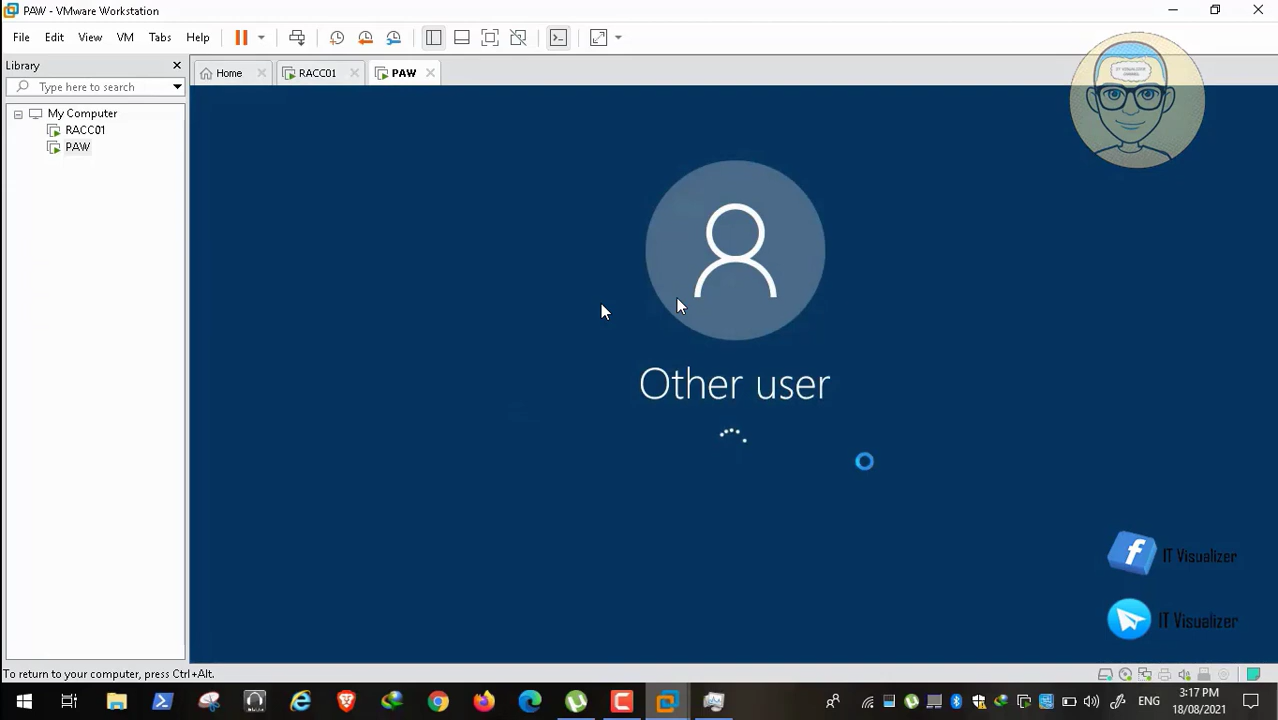 PAW - VMware Workstation
File Edit View VM Tabs Help
Library
Type here to search
Home
RACC01
PAW
My Computer
RACC01
PAW
IT VISUALIZER
Other user
IT Visualizer
IT Visualizer
To return to your computer, press Ctrl+Alt.
ENG
3:17 PM
18/08/2021